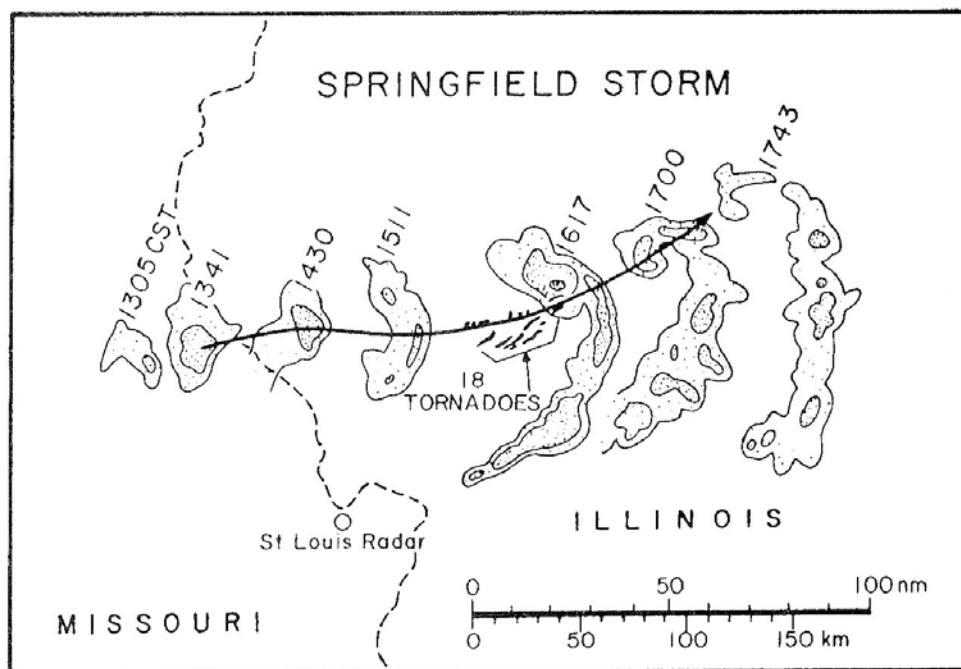 SPRINGFIELD STORM
1305 CST
1341
1430
1511
1617
1700
1743
18
TORNADOES
St Louis Radar
ILLINOIS
MISSOURI
0 50 100 nm
0 50 100 150 km